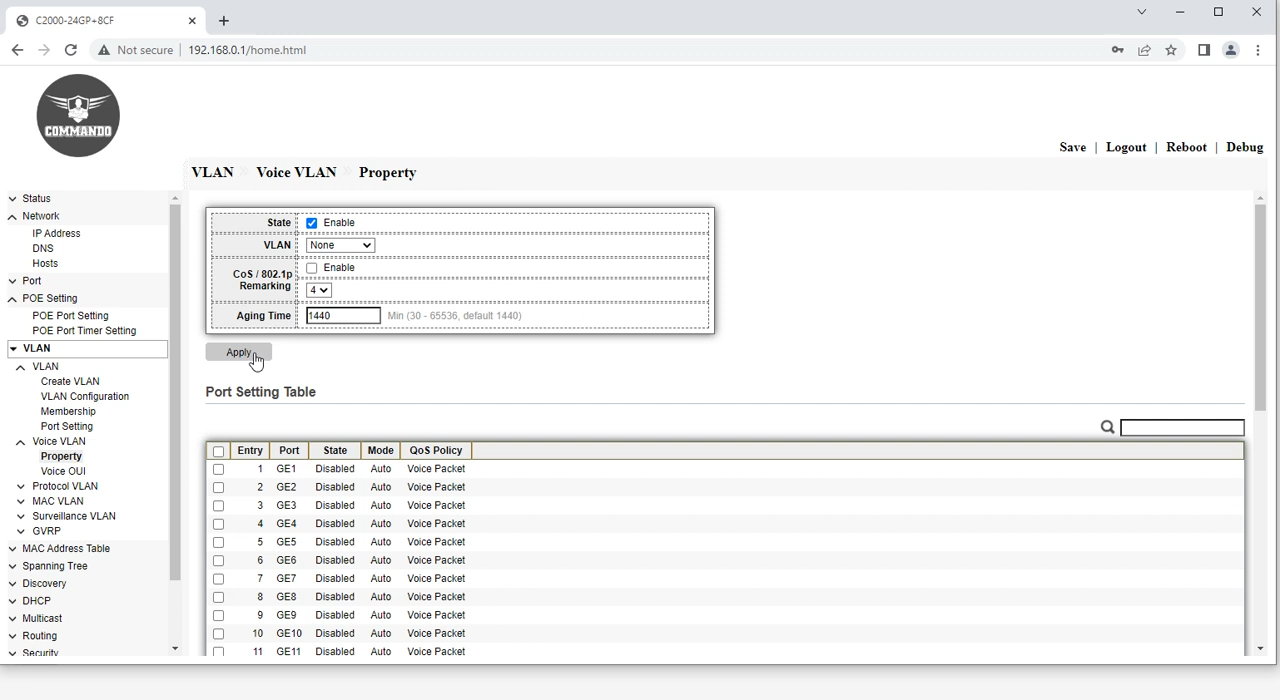 C2000-24GP+8CF
Not secure
192.168.0.1/home.html
COMMANDO
Save | Logout | Reboot | Debug
VLAN Voice VLAN Property
Status
Network
IP Address
DNS
Hosts
Port
POE Setting
POE Port Setting
POE Port Timer Setting
VLAN
VLAN
Create VLAN
VLAN Configuration
Membership
Port Setting
Voice VLAN
Property
Voice OUI
Protocol VLAN
MAC VLAN
Surveillance VLAN
GVRP
MAC Address Table
Spanning Tree
Discovery
DHCP
Multicast
Routing
Security
State Enable
VLAN None
CoS / 802.1p Enable
Remarking 4
Aging Time 1440 Min (30 - 65536, default 1440)
Apply
Port Setting Table
Entry Port State Mode QoS Policy
1 GE1 Disabled Auto Voice Packet
2 GE2 Disabled Auto Voice Packet
3 GE3 Disabled Auto Voice Packet
4 GE4 Disabled Auto Voice Packet
5 GE5 Disabled Auto Voice Packet
6 GE6 Disabled Auto Voice Packet
7 GE7 Disabled Auto Voice Packet
8 GE8 Disabled Auto Voice Packet
9 GE9 Disabled Auto Voice Packet
10 GE10 Disabled Auto Voice Packet
11 GE11 Disabled Auto Voice Packet